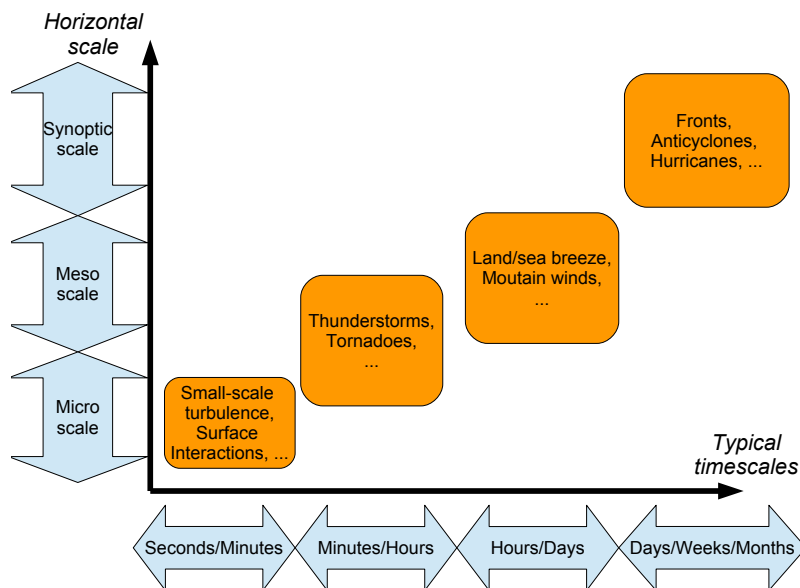 Horizontal
scale
Synoptic
scale
Meso
scale
Micro
scale
Fronts,
Anticyclones,
Hurricanes, ...
Land/sea breeze,
Moutain winds,
...
Thunderstorms,
Tornadoes,
...
Small-scale
turbulence,
Surface
Interactions, ...
Typical
timescales
Seconds/Minutes
Minutes/Hours
Hours/Days
Days/Weeks/Months